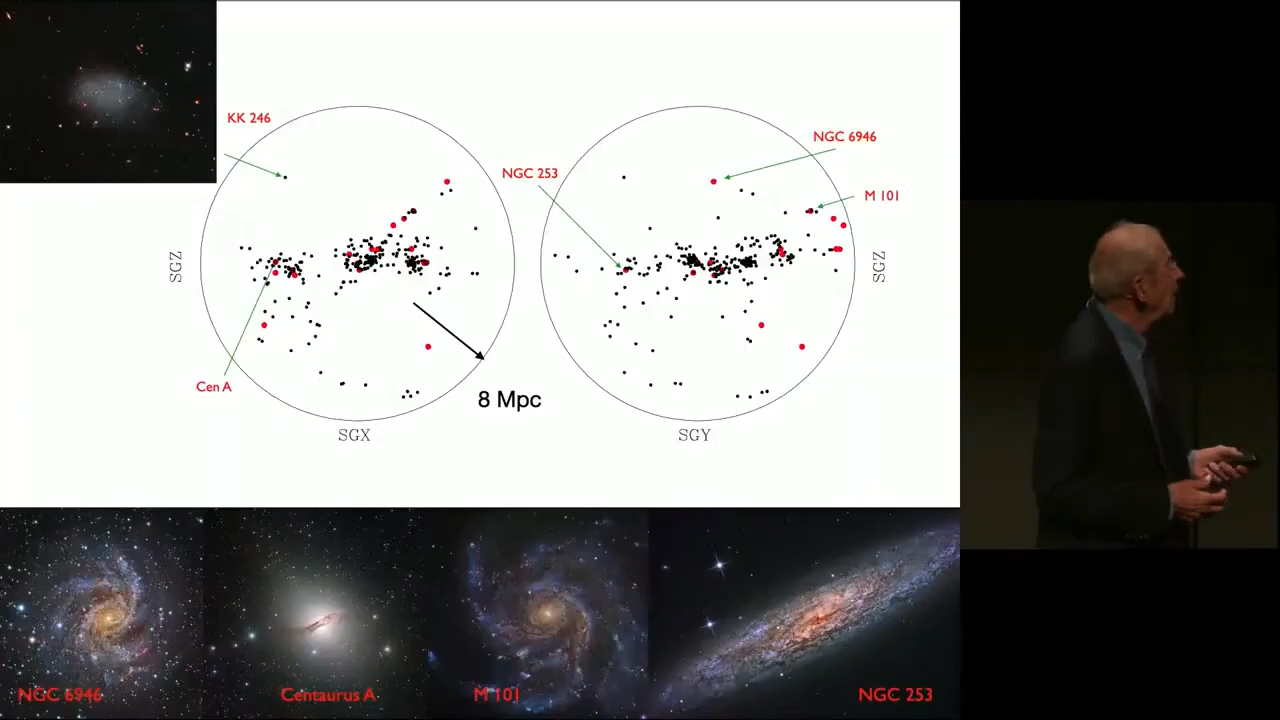 KK 246
NGC 6946
NGC 253
M 101
SGZ
SGZ
Cen A
8 Mpc
SGX
SGY
NGC 6946
Centaurus A
M 101
NGC 253